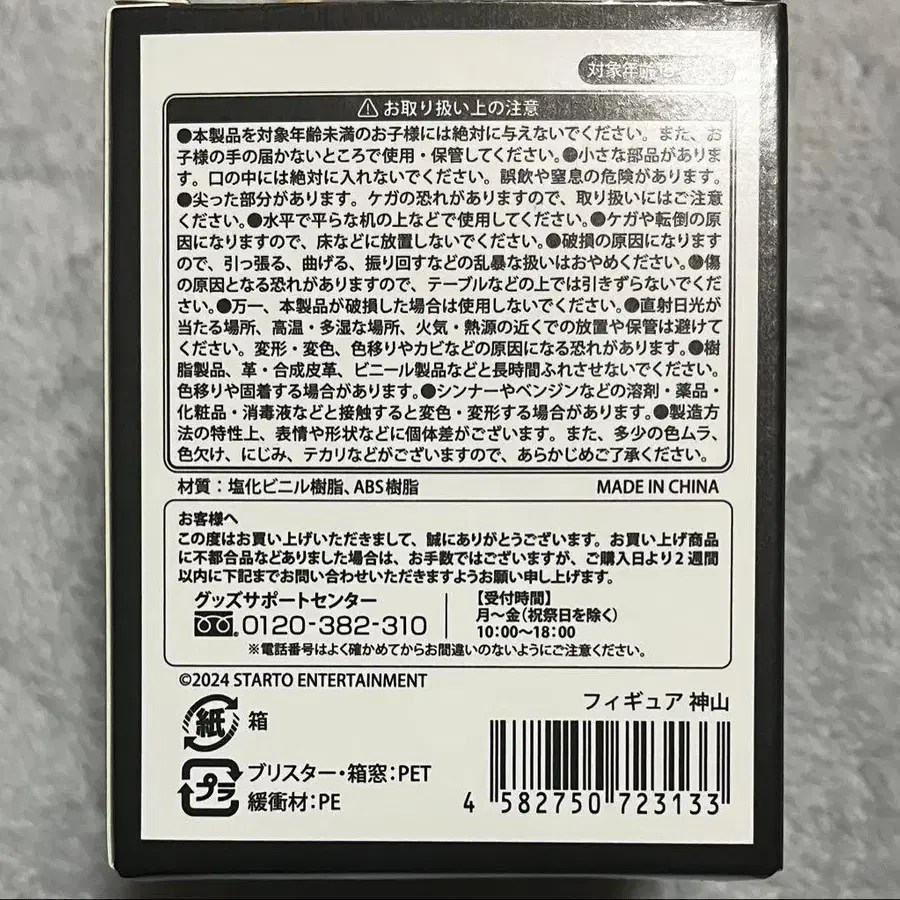 対象年齢15
⚠お取り扱い上の注意
●本製品を対象年齢未満のお子様には絶対に与えないでください。また、お
子様の手の届かないところで使用・保管してください。●小さな部品がありま
す。口の中には絶対に入れないでください。誤飲や窒息の危険があります。
●尖った部分があります。ケガの恐れがありますので、取り扱いにはご注意
ください。●水平で平らな机の上などで使用してください。●ケガや転倒の原
因になりますので、床などに放置しないでください。●破損の原因になります
ので、引っ張る、曲げる、振り回すなどの乱暴な扱いはおやめください。●傷
の原因となる恐れがありますので、テーブルなどの上では引きずらないでくださ
い。●万一、本製品が破損した場合は使用しないでください。●直射日光が
当たる場所、高温・多湿な場所、火気・熱源の近くでの放置や保管は避けて
ください。変形・変色、色移りやカビなどの原因になる恐れがあります。●樹
脂製品、革・合成皮革、ビニール製品などと長時間ふれさせないでください。
色移りや固着する場合があります。●シンナーやベンジンなどの溶剤・薬品・
化粧品・消毒液などと接触すると変色・変形する場合があります。●製造方
法の特性上、表情や形状などに個体差がございます。また、多少の色ムラ、
色欠け、にじみ、テカリなどがございますので、あらかじめご了承ください。
材質：塩化ビニル樹脂、ABS樹脂 MADE IN CHINA
お客様へ
この度はお買い上げいただきまして、誠にありがとうございます。お買い上げ商品
に不都合品などありました場合は、お手数ではございますが、ご購入日より2週間
以内に下記までお問い合わせいただきますようお願い申し上げます。
グッズサポートセンター
0120-382-310
【受付時間】
月～金(祝祭日を除く)
10:00～18:00
※電話番号はよく確かめてからお間違いのないようにご注意ください。
©2024 STARTO ENTERTAINMENT
フィギュア 神山
紙 箱
プラ ブリスター・箱窓:PET
緩衝材:PE
4 582750 723133